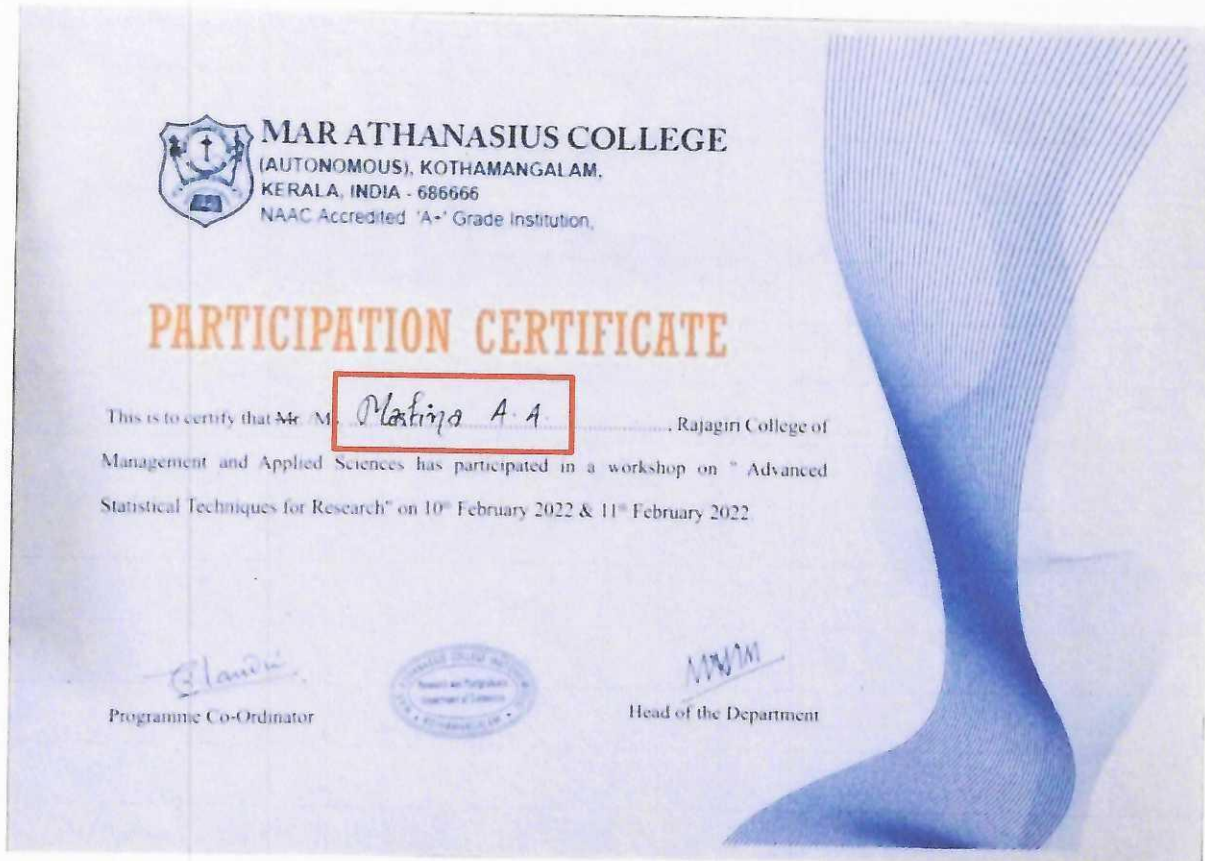 MAR ATHANASIUS COLLEGE
(AUTONOMOUS), KOTHAMANGALAM,
KERALA, INDIA - 686666
NAAC Accredited 'A+' Grade Institution,
PARTICIPATION CERTIFICATE
This is to certify that Mr. /M. A. A. , Rajagiri College of
Management and Applied Sciences has participated in a workshop on " Advanced
Statistical Techniques for Research" on 10th February 2022 & 11th February 2022
Programme Co-Ordinator
Head of the Department